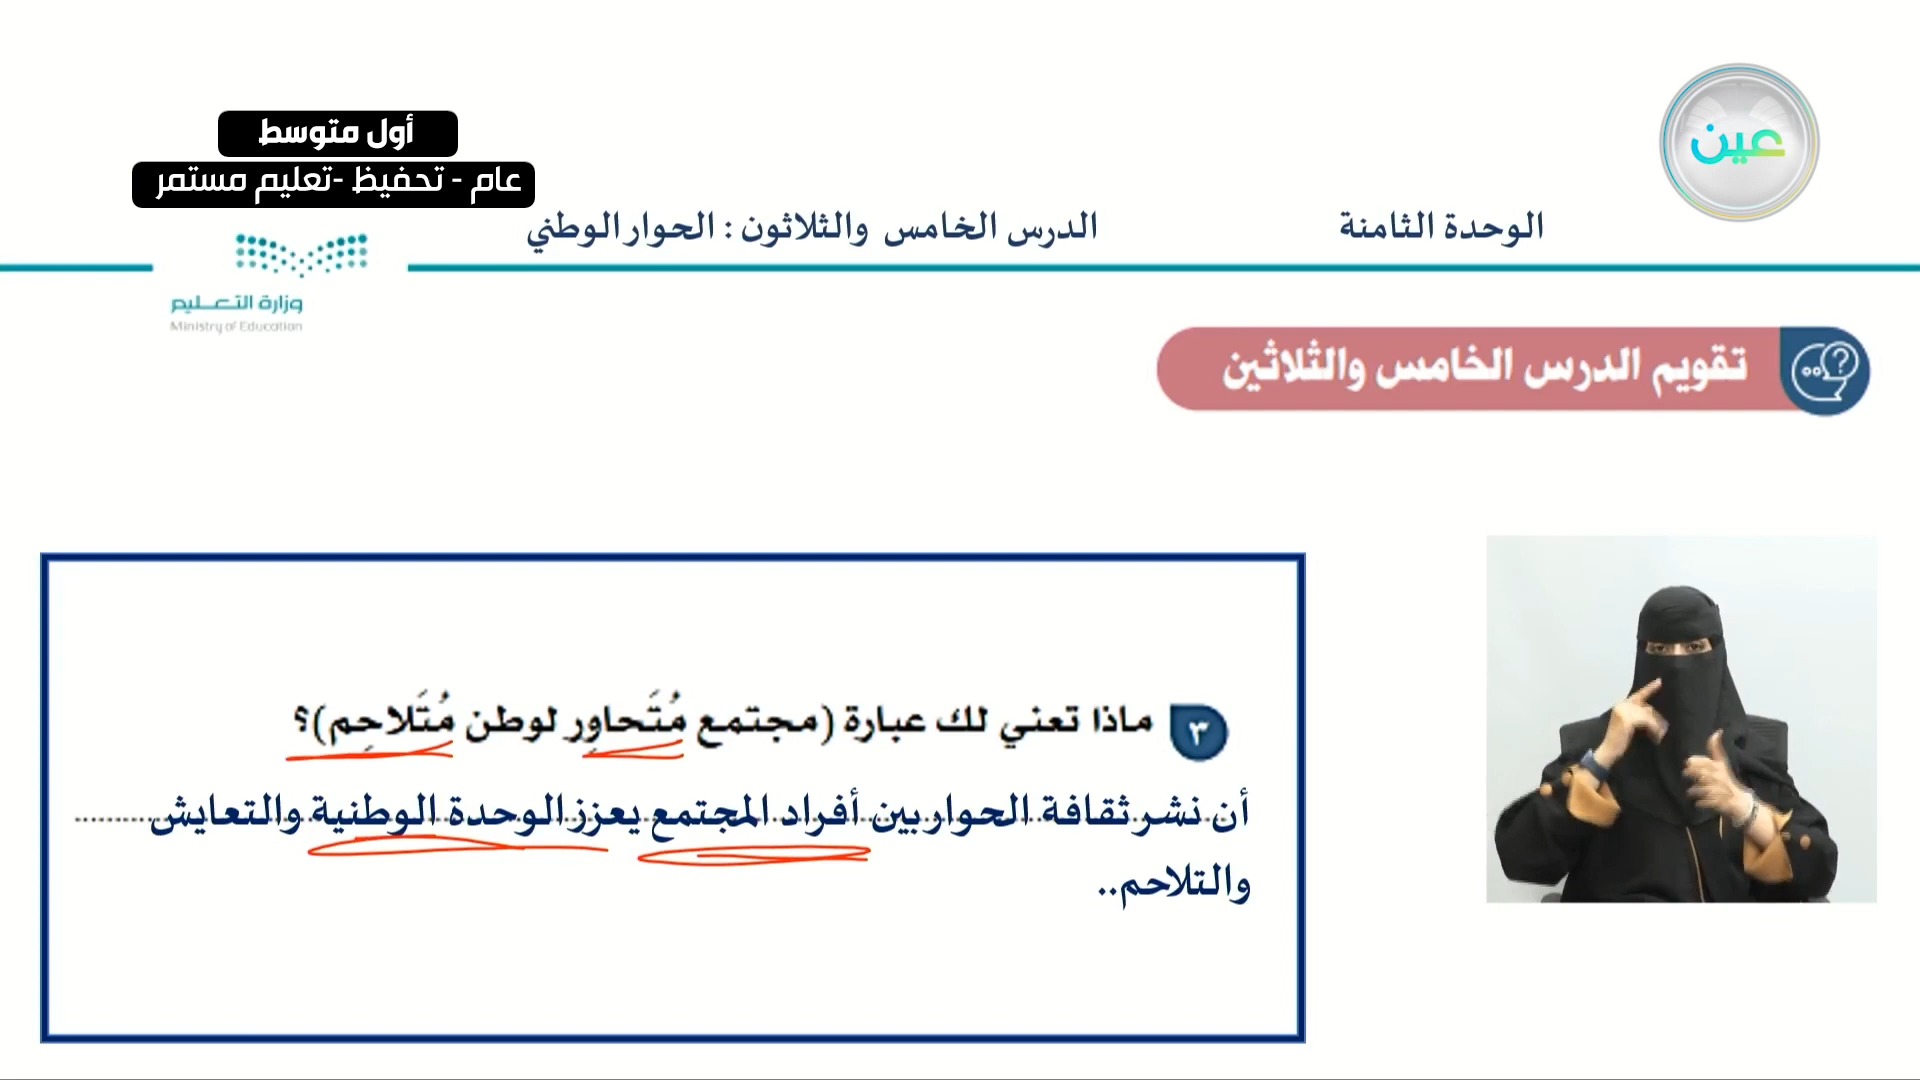 عين
أول متوسط
عام - تحفيظ -تعليم مستمر
الوحدة الثامنة
الدرس الخامس والثلاثون : الحوار الوطني
وزارة التعـــليم
Ministry of Education
تقويم الدرس الخامس والثلاثين
٣ ماذا تعني لك عبارة (مجتمع مُتَحاوِر لوطن مُتَلاحِم)؟
أن نشر ثقافة الحوار بين أفراد المجتمع يعزز الوحدة الوطنية والتعايش
والتلاحم..